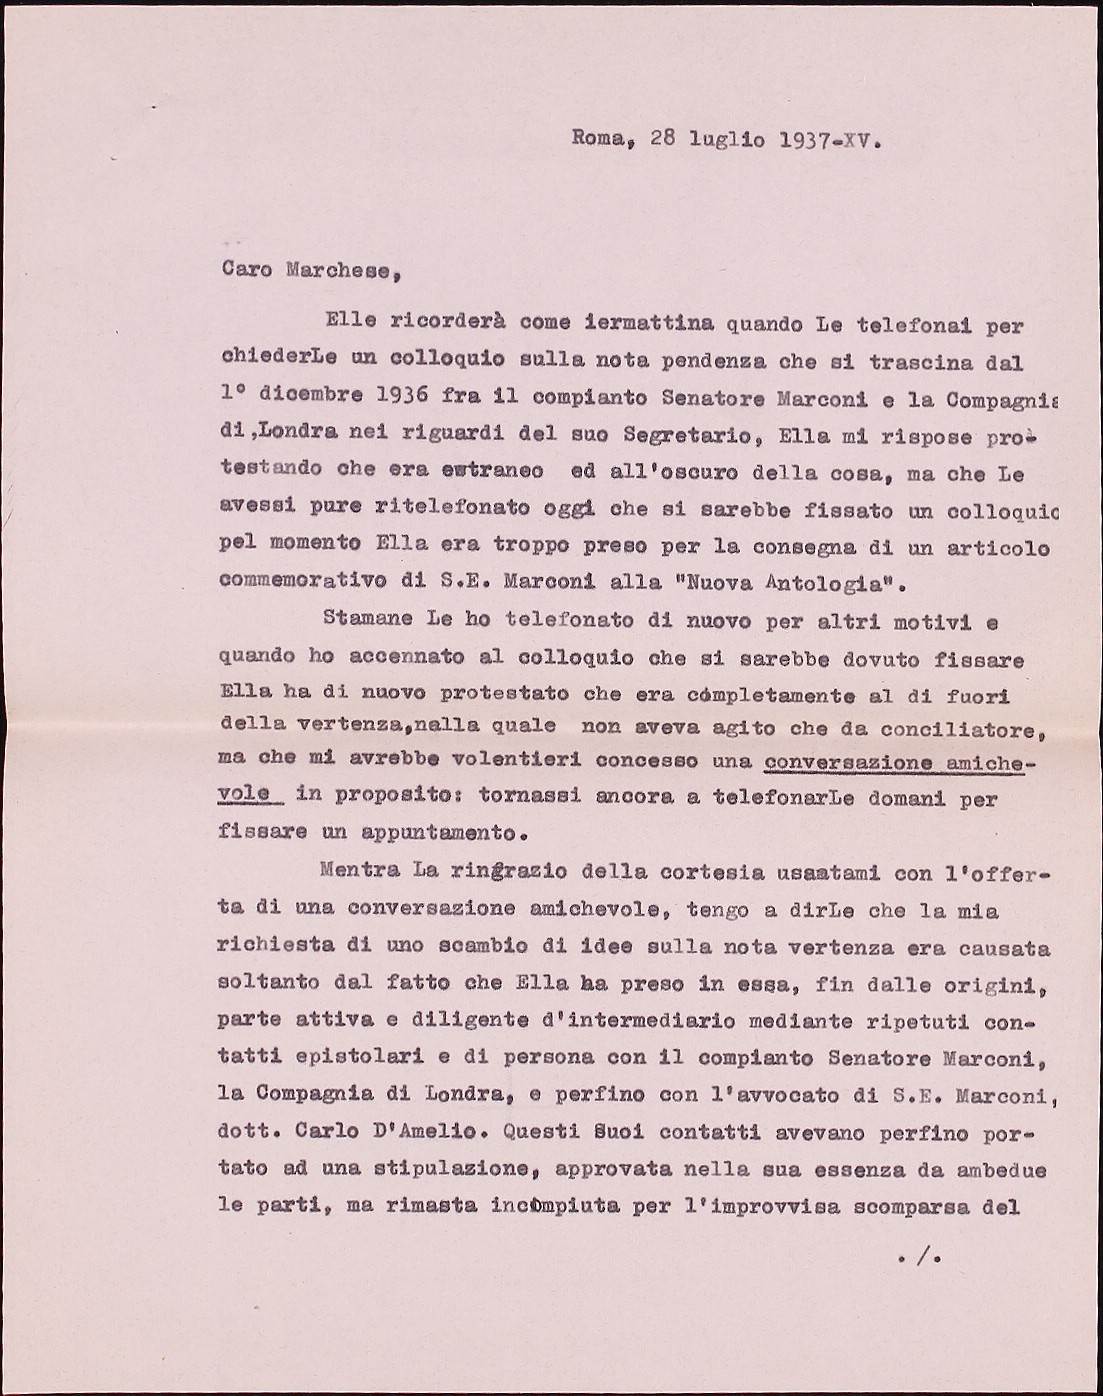 Roma, 28 luglio 1937-XV.
Caro Marchese,
Elle ricorderà come iermattina quando Le telefonai per
chiederLe un colloquio sulla nota pendenza che si trascina dal
1° dicembre 1936 fra il compianto Senatore Marconi e la Compagnia
di ,Londra nei riguardi del suo Segretario, Ella mi rispose pro-
testando che era estraneo ed all'oscuro della cosa, ma che Le
avessi pure ritelefonato oggi che si sarebbe fissato un colloquio
pel momento Ella era troppo preso per la consegna di un articolo
commemorativo di S.E. Marconi alla "Nuova Antologia".
Stamane Le ho telefonato di nuovo per altri motivi e
quando ho accennato al colloquio che si sarebbe dovuto fissare
Ella ha di nuovo protestato che era completamente al di fuori
della vertenza,nella quale non aveva agito che da conciliatore,
ma che mi avrebbe volentieri concesso una conversazione amiche-
vole in proposito: tornassi ancora a telefonarLe domani per
fissare un appuntamento.
Mentra La ringrazio della cortesia usaatami con l'offer-
ta di una conversazione amichevole, tengo a dirLe che la mia
richiesta di uno scambio di idee sulla nota vertenza era causata
soltanto dal fatto che Ella ha preso in essa, fin dalle origini,
parte attiva e diligente d'intermediario mediante ripetuti con-
tatti epistolari e di persona con il compianto Senatore Marconi,
la Compagnia di Londra, e perfino con l'avvocato di S.E. Marconi,
dott. Carlo D'Amelio. Questi Suoi contatti avevano perfino por-
tato ad una stipulazione, approvata nella sua essenza da ambedue
le parti, ma rimasta incompiuta per l'improvvisa scomparsa del
./.